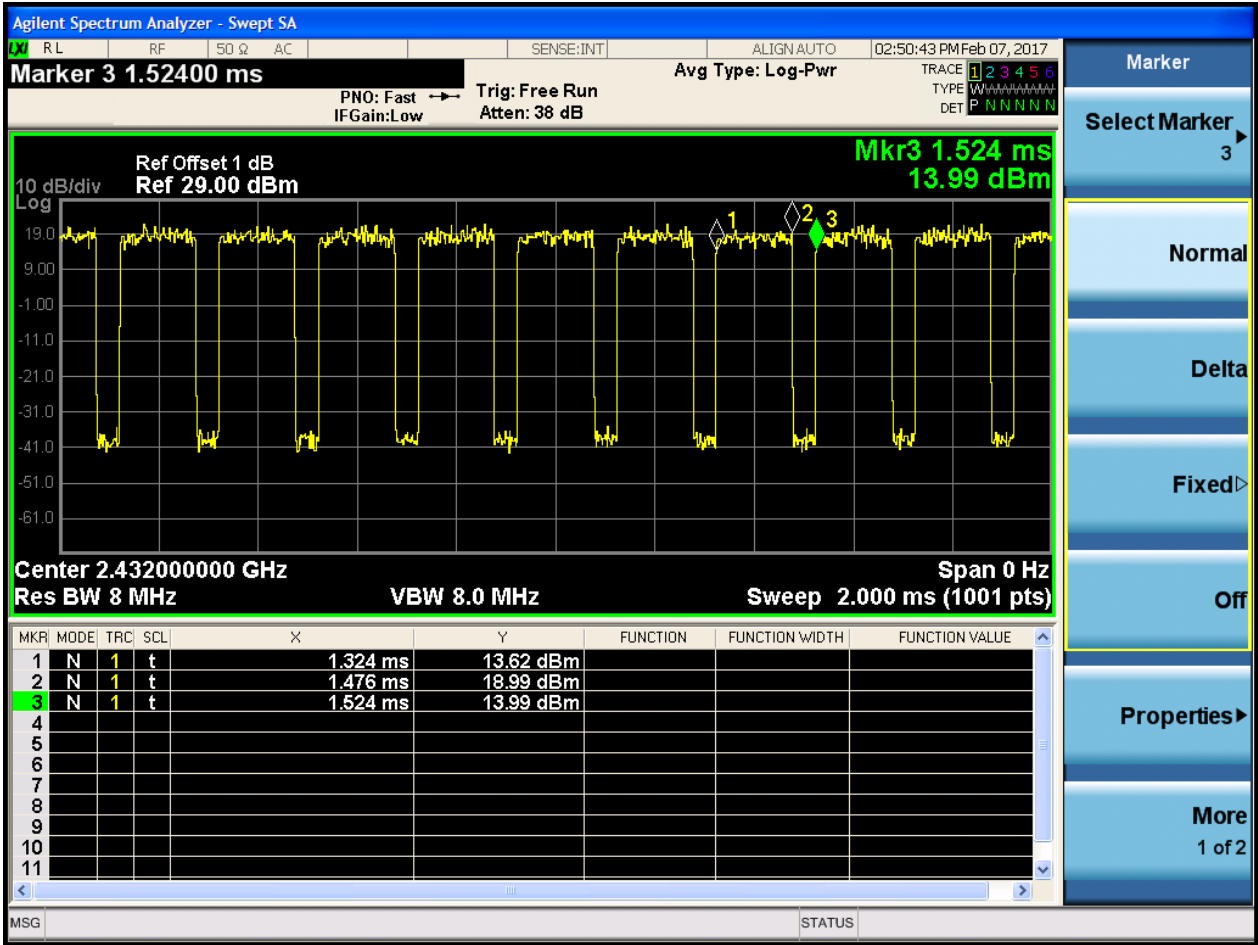 Agilent Spectrum Analyzer - Swept SA
LXI RL RF 50 Ω AC SENSE:INT ALIGN AUTO 02:50:43 PM Feb 07, 2017
Marker 3 1.52400 ms
PNO: Fast
IFGain:Low
Trig: Free Run
Atten: 38 dB
Avg Type: Log-Pwr
TRACE 1 2 3 4 5 6
TYPE WWWWWW
DET P N N N N N
Mkr3 1.524 ms
13.99 dBm
Ref Offset 1 dB
10 dB/div Ref 29.00 dBm
Log
19.0
9.00
-1.00
-11.0
-21.0
-31.0
-41.0
-51.0
-61.0
1
2
3
Center 2.432000000 GHz Span 0 Hz
Res BW 8 MHz VBW 8.0 MHz Sweep 2.000 ms (1001 pts)
MKR MODE TRC SCL X Y FUNCTION FUNCTION WIDTH FUNCTION VALUE
1 N 1 t 1.324 ms 13.62 dBm
2 N 1 t 1.476 ms 18.99 dBm
3 N 1 t 1.524 ms 13.99 dBm
4
5
6
7
8
9
10
11
MSG STATUS
Marker
Select Marker
3
Normal
Delta
Fixed
Off
Properties
More
1 of 2